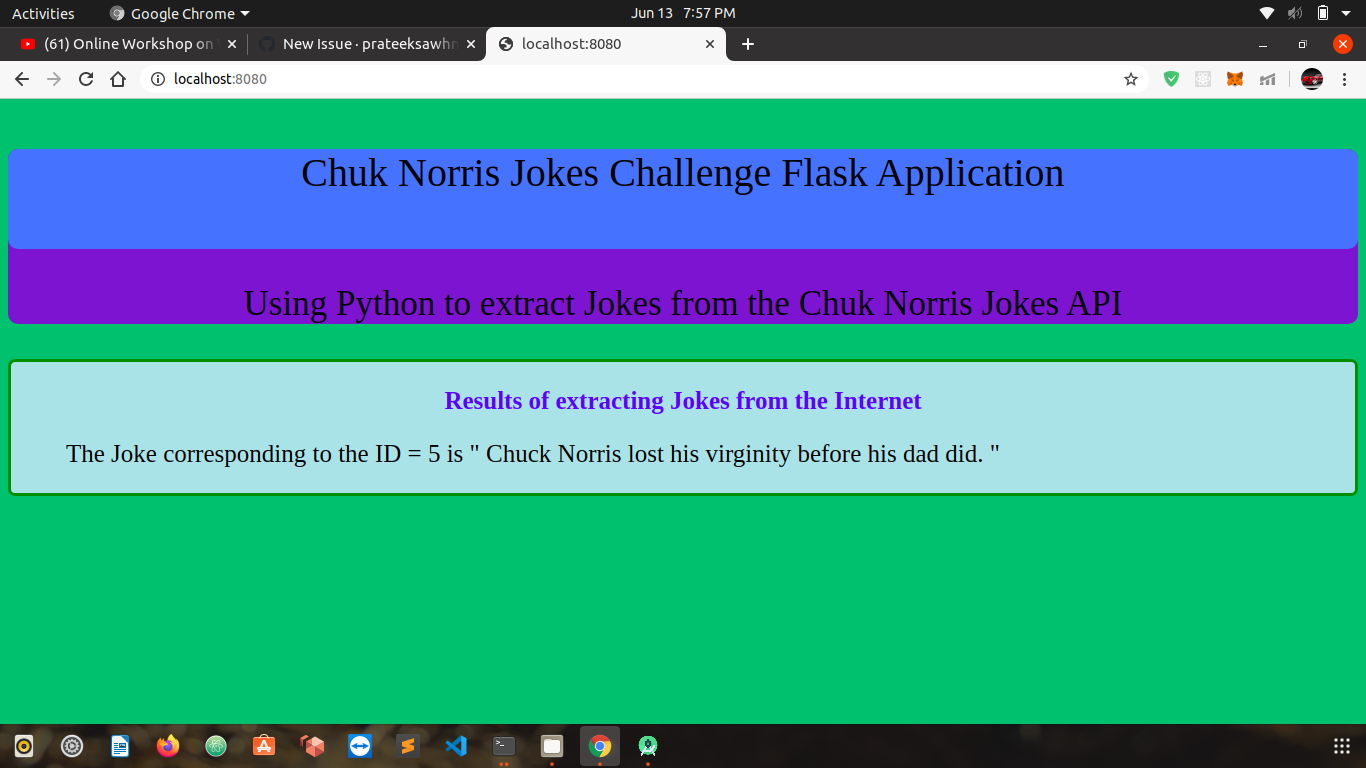 Activities
Google Chrome
Jun 13 7:57 PM
(61) Online Workshop on
New Issue · prateeksawhn
localhost:8080
localhost:8080
Chuk Norris Jokes Challenge Flask Application
Using Python to extract Jokes from the Chuk Norris Jokes API
Results of extracting Jokes from the Internet
The Joke corresponding to the ID = 5 is " Chuck Norris lost his virginity before his dad did. "